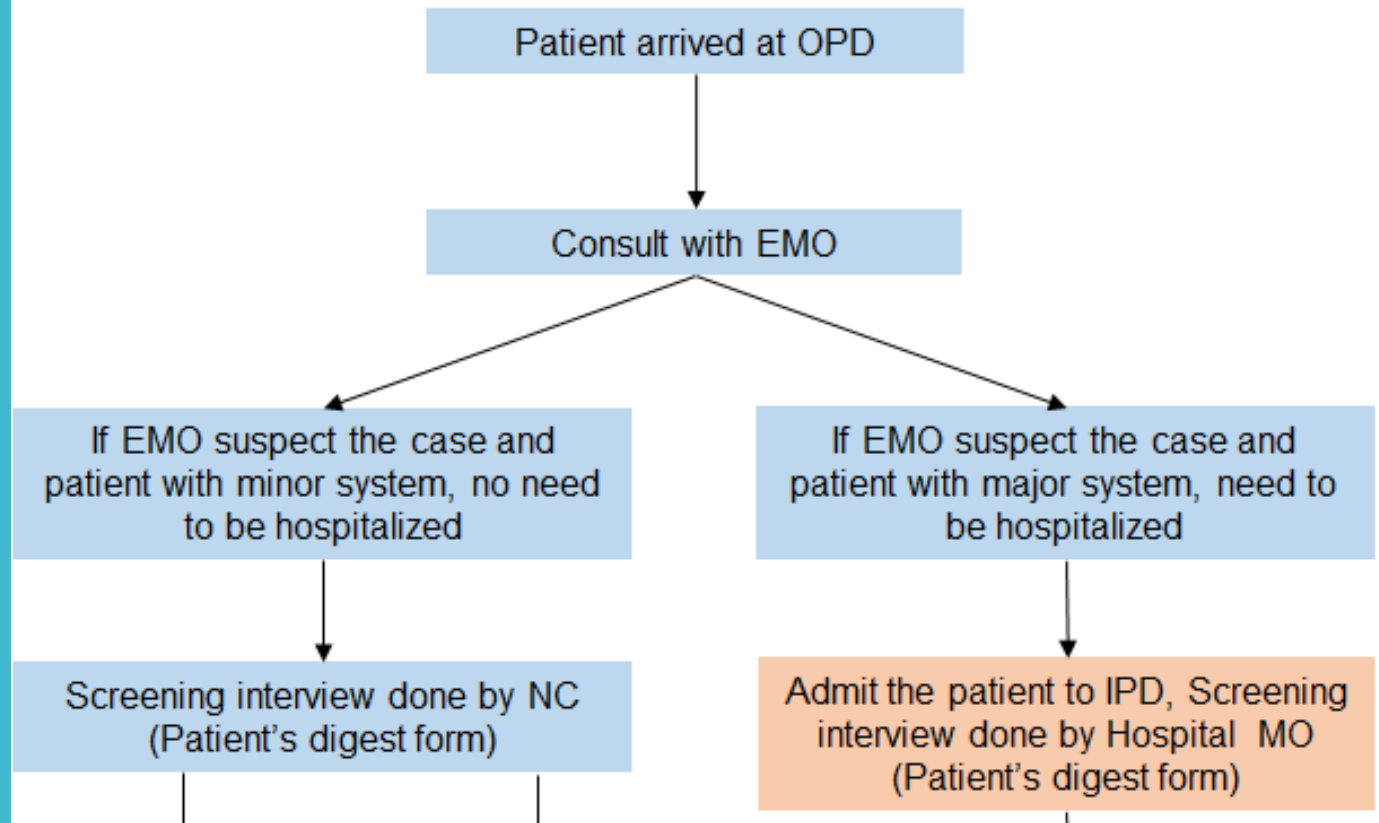 Patient arrived at OPD
Consult with EMO
If EMO suspect the case and
patient with minor system, no need
to be hospitalized
If EMO suspect the case and
patient with major system, need to
be hospitalized
Screening interview done by NC
(Patient’s digest form)
Admit the patient to IPD, Screening
interview done by Hospital MO
(Patient’s digest form)